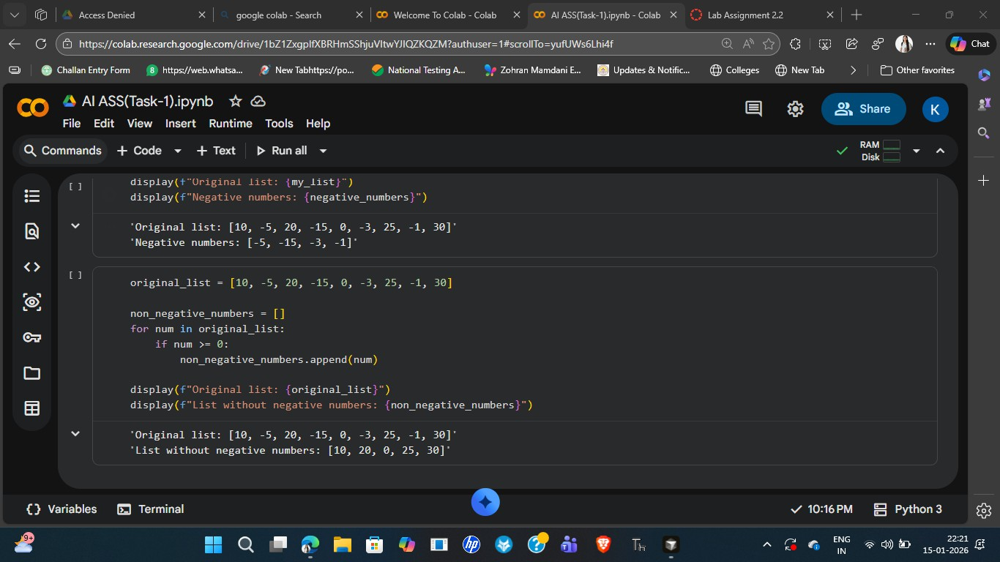 Access Denied
google colab - Search
Welcome To Colab - Colab
AI ASS(Task-1).ipynb - Colab
Lab Assignment 2.2
https://colab.research.google.com/drive/1bZ1ZxgpIfXBRHmSShjuVItwYJIQZKQZM?authuser=1#scrollTo=yufUWs6Lhi4f
Chat
Challan Entry Form
8 https://web.whatsa...
New Tabhttps://po...
National Testing A...
Zohran Mamdani E...
Updates & Notific...
Colleges
New Tab
Other favorites
AI ASS(Task-1).ipynb
Share
K
File Edit View Insert Runtime Tools Help
Commands + Code + Text Run all
RAM
Disk
[ ] display(f"Original list: {my_list}")
display(f"Negative numbers: {negative_numbers}")
'Original list: [10, -5, 20, -15, 0, -3, 25, -1, 30]'
'Negative numbers: [-5, -15, -3, -1]'
[ ] original_list = [10, -5, 20, -15, 0, -3, 25, -1, 30]
non_negative_numbers = []
for num in original_list:
    if num >= 0:
        non_negative_numbers.append(num)
display(f"Original list: {original_list}")
display(f"List without negative numbers: {non_negative_numbers}")
'Original list: [10, -5, 20, -15, 0, -3, 25, -1, 30]'
'List without negative numbers: [10, 20, 0, 25, 30]'
{} Variables Terminal
10:16 PM Python 3
9+
hp
Th
ENG
IN
22:21
15-01-2026